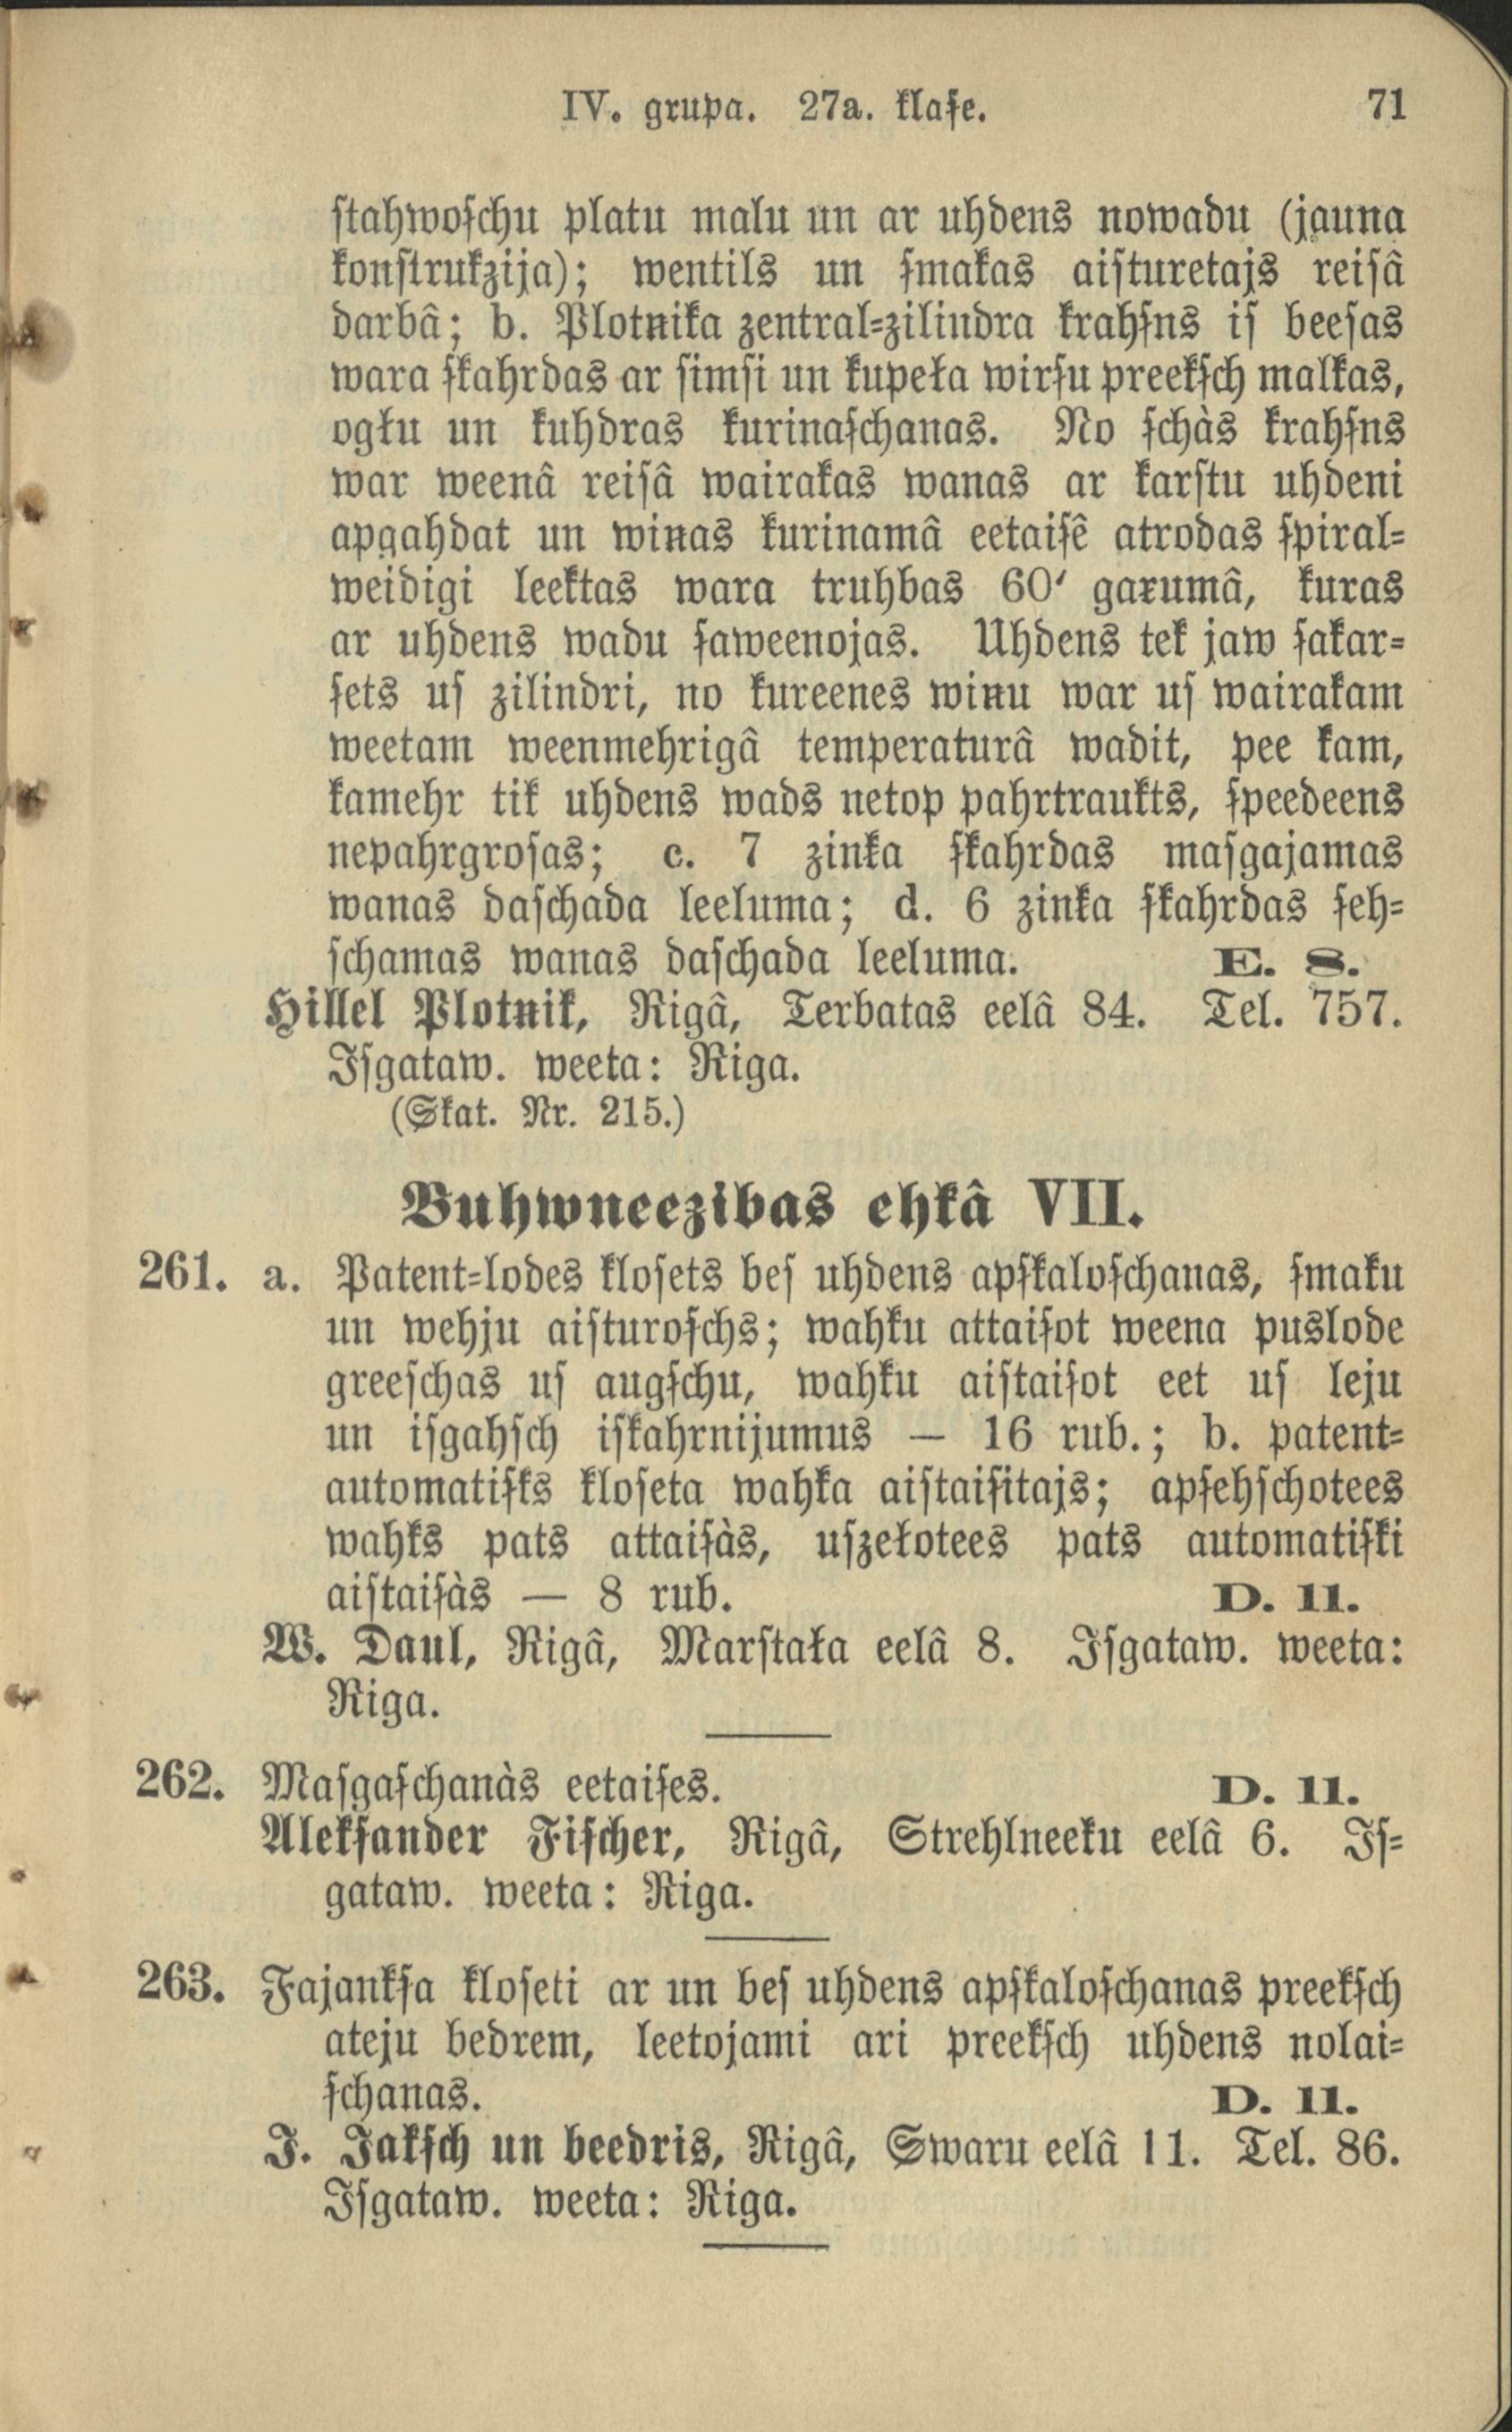 IV. grupa. 27a. klaſe. 71
ſtahwoſchu platu malu un ar uhdens nowadu (jauna
konſtrukzija); wentils un ſmakas aiſturetajs reiſâ
darbâ; b. Plotņika zentral-zilindra krahſns iſ beeſas
wara ſkahrdas ar ſimſi un kupeła wirſu preekſch malkas,
ogłu un kuhdras kurinaſchanas. No ſchàs krahſns
war weenâ reiſâ wairakas wanas ar karſtu uhdeni
apgahdat un wiņas kurinamâ eetaiſê atrodas ſpiral-
weidigi leektas wara truhbas 60′ gaꞧumâ, kuras
ar uhdens wadu ſaweenojas. Uhdens tek jaw ſakar-
ſets uſ zilindri, no kureenes wiņu war uſ wairakam
weetam weenmehrigâ temperaturâ wadit, pee kam,
kamehr tik uhdens wads netop pahrtraukts, ſpeedeens
nepahrgroſas; c. 7 zinka ſkahrdas maſgajamas
wanas daſchada leeluma; d. 6 zinka ſkahrdas ſeh-
ſchamas wanas daſchada leeluma. E. 8.
Hillel Plotņik, Rigâ, Terbatas eelâ 84. Tel. 757.
Iſgataw. weeta: Riga.
(Skat. Nr. 215.)
Buhwneezibas ehkâ VII.
261. a. Patent-lodes kloſets beſ uhdens apſkaloſchanas, ſmaku
un wehju aiſturoſchs; wahku attaiſot weena puslode
greeſchas uſ augſchu, wahku aiſtaiſot eet uſ leju
un iſgahſch iſkahrnijumus — 16 rub.; b. patent-
automatiſks kloſeta wahka aiſtaiſitajs; apſehſchotees
wahks pats attaiſàs, uſzełotees pats automatiſki
aiſtaiſàs — 8 rub. D. 11.
W. Daul, Rigâ, Marſtała eelâ 8. Iſgataw. weeta:
Riga.
262. Maſgaſchanàs eetaiſes. D. 11.
Alekſander Fiſcher, Rigâ, Strehlneeku eelâ 6. Iſ-
gataw. weeta: Riga.
263. Fajankſa kloſeti ar un beſ uhdens apſkaloſchanas preekſch
ateju bedrem, leetojami ari preekſch uhdens nolai-
ſchanas. D. 11.
J. Jakſch un beedris, Rigâ, Swaru eelâ 11. Tel. 86.
Iſgataw. weeta: Riga.